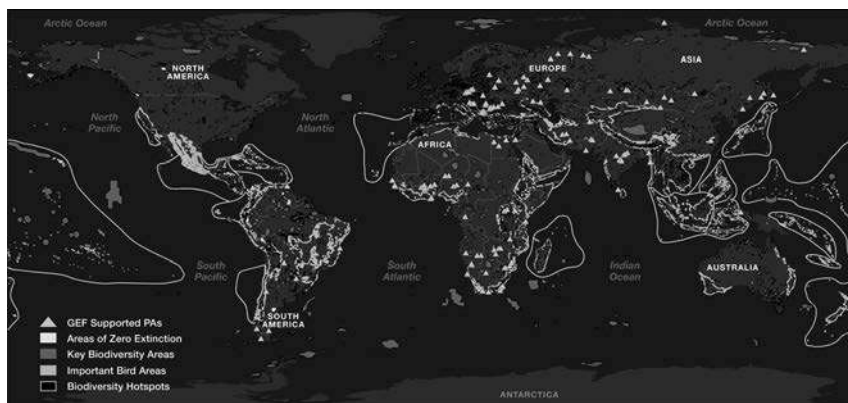 Arctic Ocean
Arctic Ocean
NORTH
AMERICA
EUROPE
ASIA
North
Pacific
North
Atlantic
AFRICA
South
Pacific
South
Atlantic
Indian
Ocean
AUSTRALIA
SOUTH
AMERICA
GEF Supported PAs
Areas of Zero Extinction
Key Biodiversity Areas
Important Bird Areas
Biodiversity Hotspots
ANTARCTICA